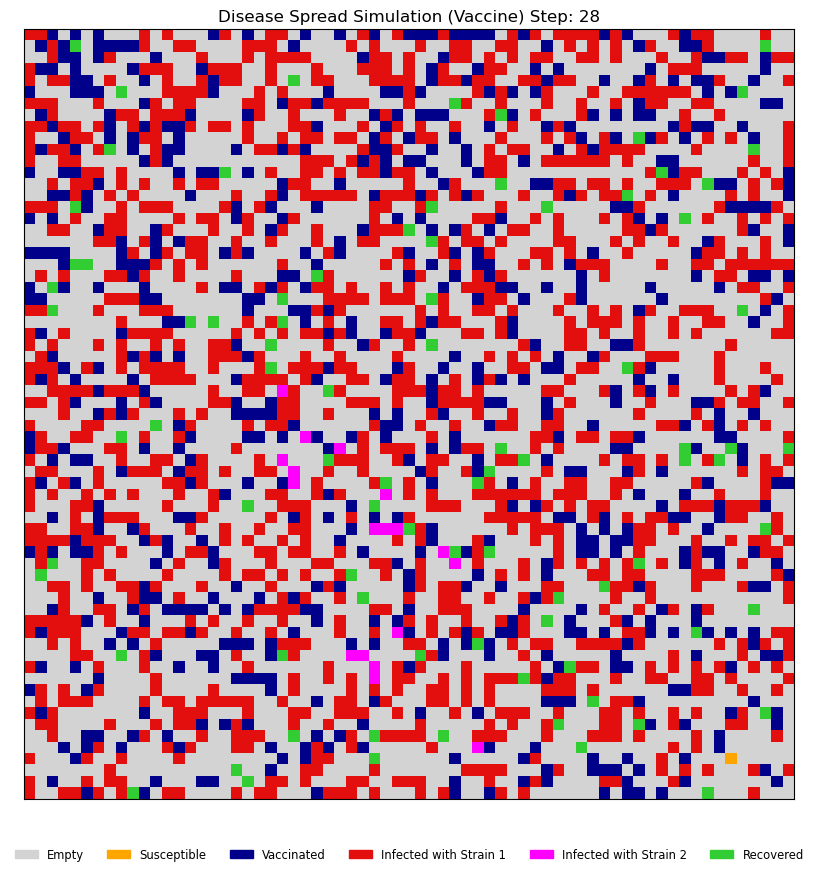 Disease Spread Simulation (Vaccine) Step: 28
Empty Susceptible Vaccinated Infected with Strain 1 Infected with Strain 2 Recovered